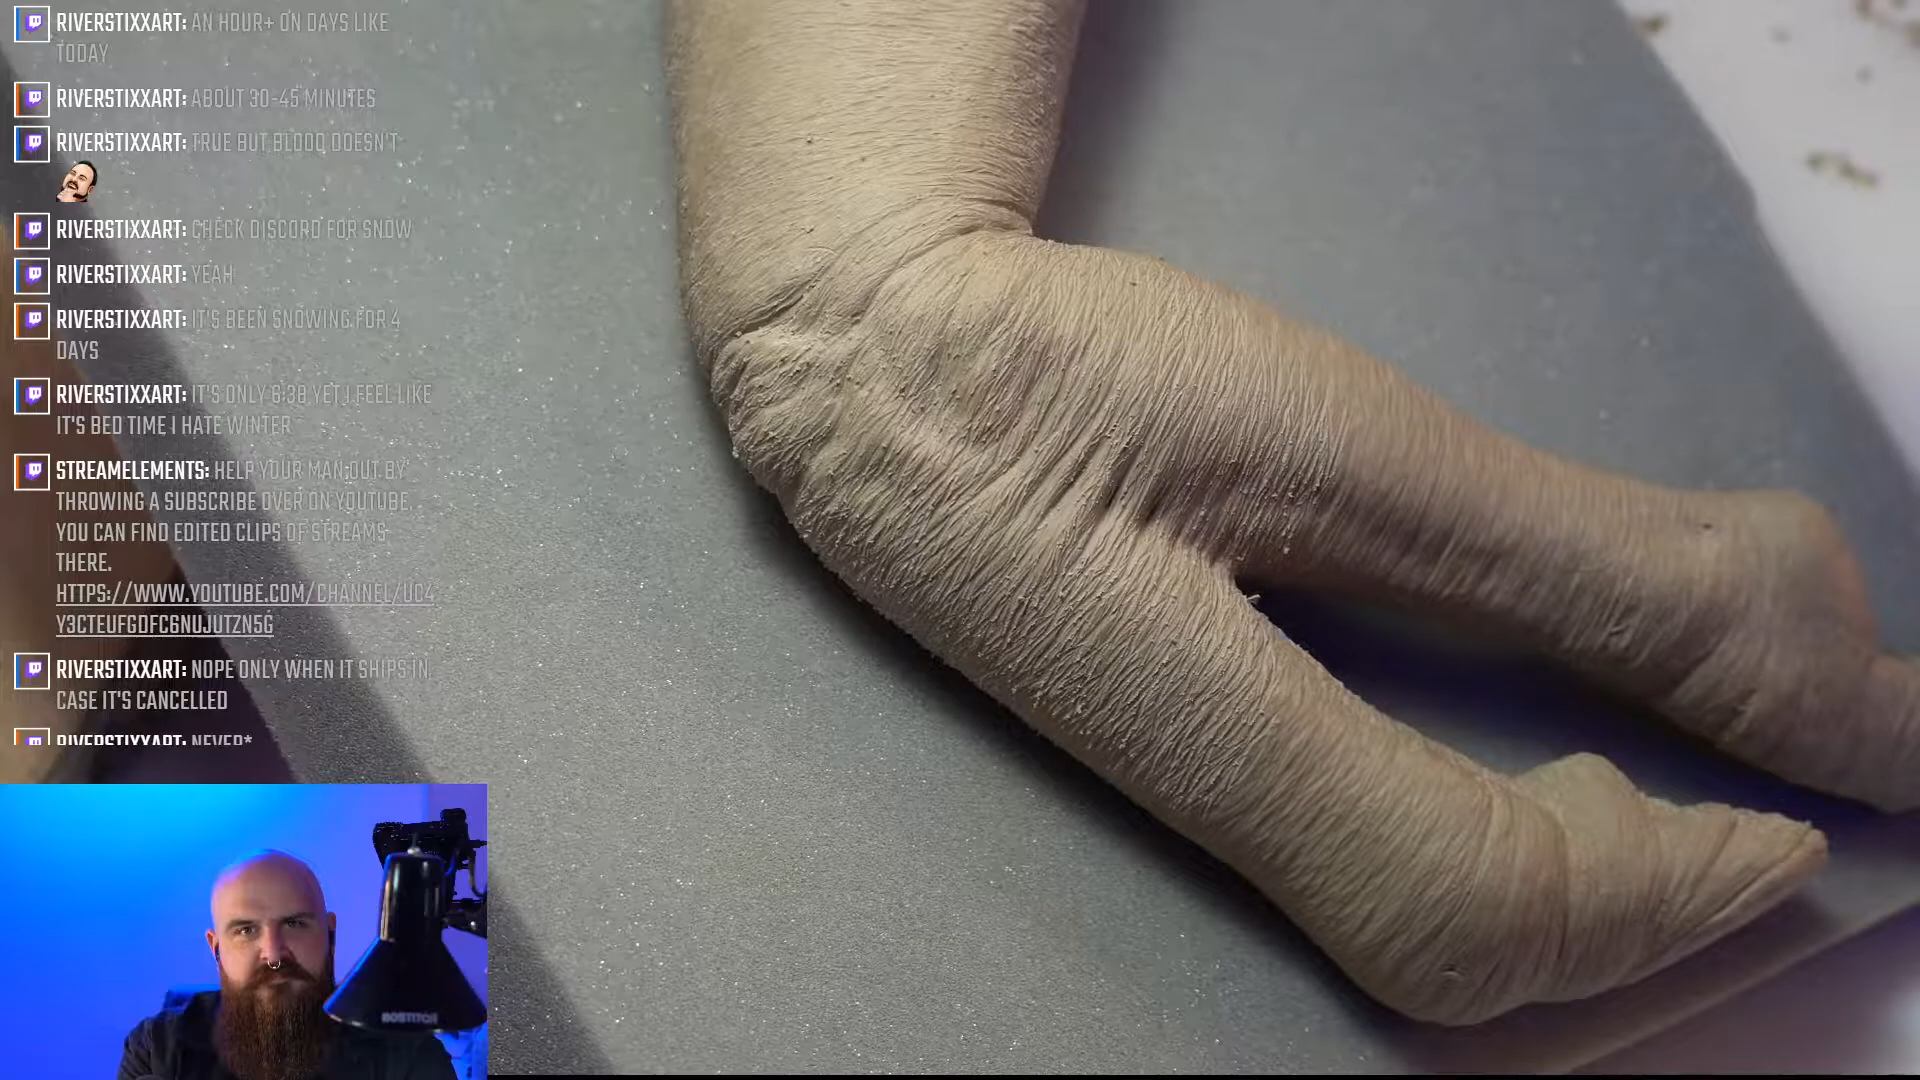 RIVERSTIXXART: AN HOUR+ ON DAYS LIKE
TODAY
RIVERSTIXXART: ABOUT 30-45 MINUTES
RIVERSTIXXART: TRUE BUT BLOOD DOESN'T
RIVERSTIXXART: CHECK DISCORD FOR SNOW
RIVERSTIXXART: YEAH
RIVERSTIXXART: IT'S BEEN SNOWING FOR 4
DAYS
RIVERSTIXXART: IT'S ONLY 6:38 YET I FEEL LIKE
IT'S BED TIME I HATE WINTER
STREAMELEMENTS: HELP YOUR MAN OUT BY
THROWING A SUBSCRIBE OVER ON YOUTUBE.
YOU CAN FIND EDITED CLIPS OF STREAMS
THERE.
HTTPS://WWW.YOUTUBE.COM/CHANNEL/UC4
Y3CTEUFGDFC6NUJUTZN5G
RIVERSTIXXART: NOPE ONLY WHEN IT SHIPS IN
CASE IT'S CANCELLED
RIVERSTIXXART: NEVER*
BOSTITCH